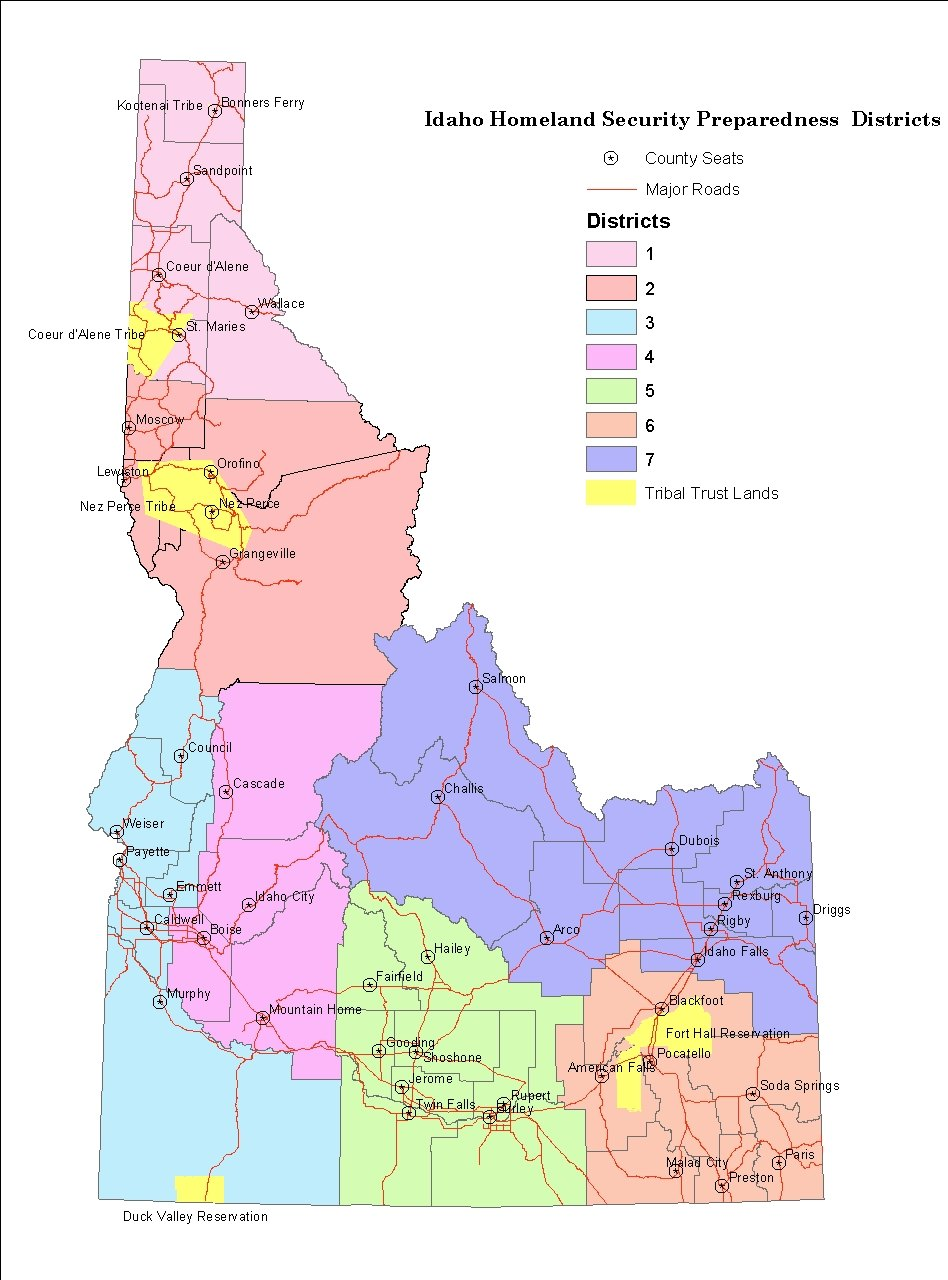 Idaho Homeland Security Preparedness Districts
County Seats
Major Roads
Districts
1
2
3
4
5
6
7
Tribal Trust Lands
Kootenai Tribe
Bonners Ferry
Sandpoint
Coeur d'Alene
Wallace
Coeur d'Alene Tribe
St. Maries
Moscow
Lewiston
Orofino
Nez Perce Tribe
Nez Perce
Grangeville
Salmon
Council
Cascade
Challis
Weiser
Payette
Dubois
Emmett
Idaho City
St. Anthony
Rexburg
Driggs
Caldwell
Boise
Rigby
Arco
Hailey
Idaho Falls
Fairfield
Murphy
Mountain Home
Blackfoot
Fort Hall Reservation
Gooding
Shoshone
Pocatello
American Falls
Jerome
Soda Springs
Twin Falls
Rupert
Burley
Malad City
Paris
Preston
Duck Valley Reservation